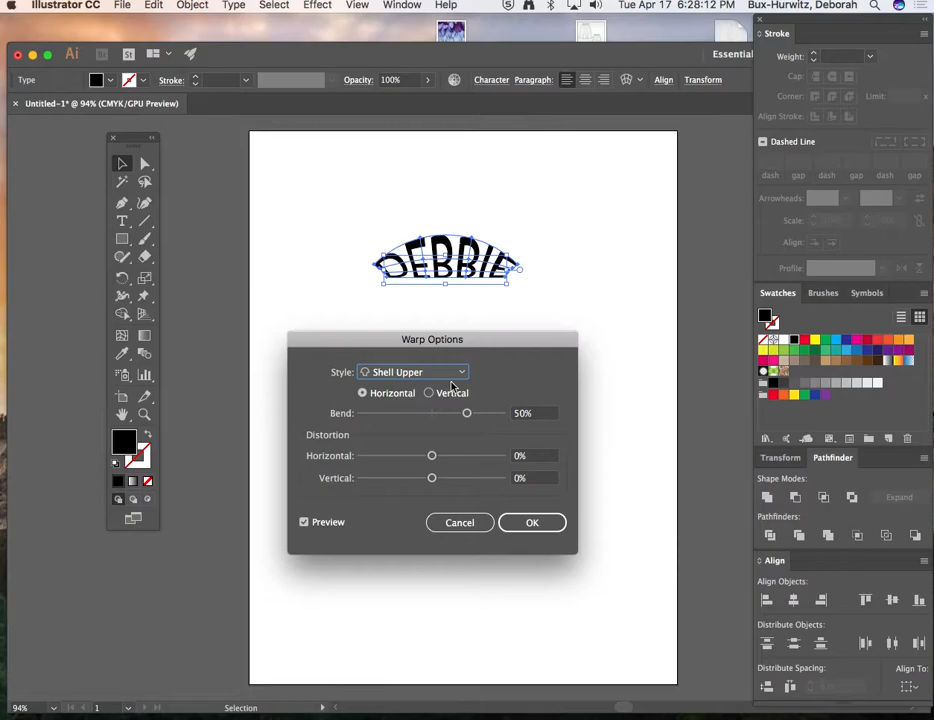 Illustrator CC File Edit Object Type Select Effect View Window Help Tue Apr 17 6:28:12 PM Bux-Hurwitz, Deborah
Ai Br St Essential
Type Stroke: Opacity: 100% Character Paragraph: Align Transform
Untitled-1* @ 94% (CMYK/GPU Preview)
DEBBIE
Warp Options
Style: Shell Upper
Horizontal Vertical
Bend: 50%
Distortion
Horizontal: 0%
Vertical: 0%
Preview Cancel OK
Stroke
Weight:
Cap:
Corner: Limit: x
Align Stroke:
Dashed Line
dash gap dash gap dash gap
Arrowheads:
Scale:
Align:
Profile:
Swatches Brushes Symbols
Transform Pathfinder
Shape Modes:
Expand
Pathfinders:
Align
Align Objects:
Distribute Objects:
Distribute Spacing: Align To:
94% 1 Selection